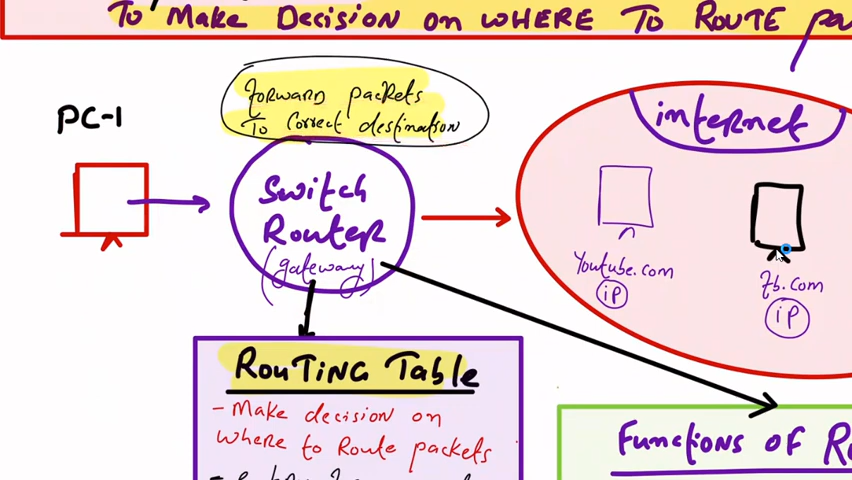 To Make Decision on WHERE To RouTE
Forward packets
To Correct destination
PC-1
Switch
Router
(gateway)
internet
Youtube.com
iP
fb.com
iP
RouTING Table
- Make decision on
where to Route packets
Functions of